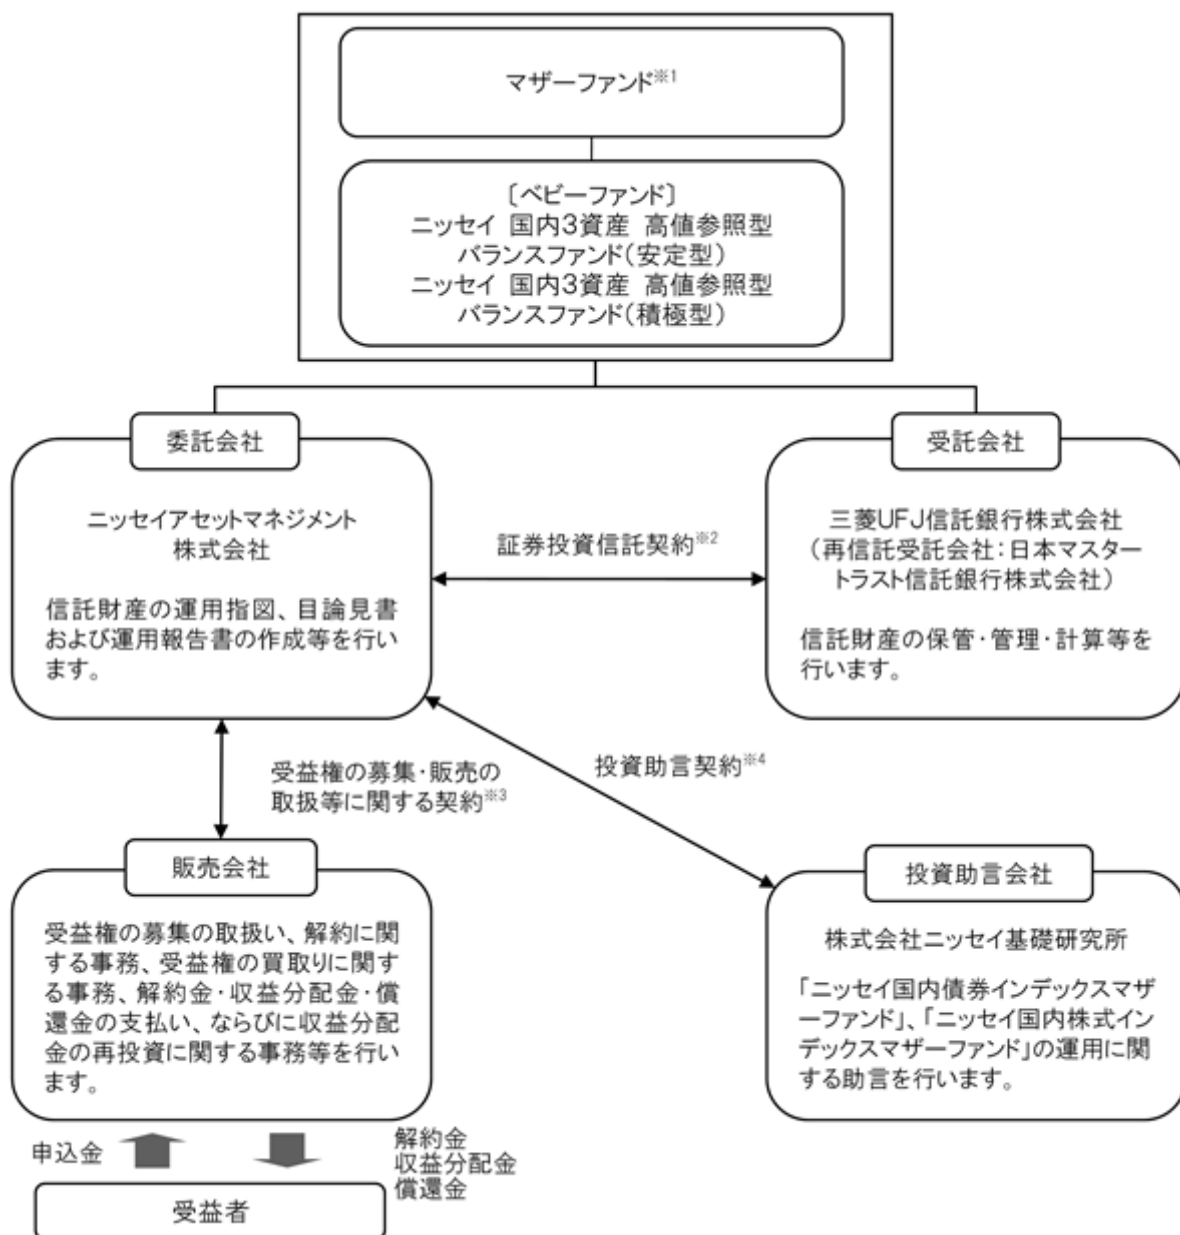 マザーファンド※1
〔ベビーファンド〕
ニッセイ 国内3資産 高値参照型
バランスファンド(安定型)
ニッセイ 国内3資産 高値参照型
バランスファンド(積極型)
委託会社
ニッセイアセットマネジメント
株式会社
信託財産の運用指図、目論見書
および運用報告書の作成等を行い
ます。
証券投資信託契約※2
受託会社
三菱UFJ信託銀行株式会社
(再信託受託会社:日本マスター
トラスト信託銀行株式会社)
信託財産の保管・管理・計算等を
行います。
受益権の募集・販売の
取扱等に関する契約※3
投資助言契約※4
販売会社
受益権の募集の取扱い、解約に関
する事務、受益権の買取りに関す
る事務、解約金・収益分配金・償
還金の支払い、ならびに収益分配
金の再投資に関する事務等を行い
ます。
投資助言会社
株式会社ニッセイ基礎研究所
「ニッセイ国内債券インデックスマザ
ーファンド」、「ニッセイ国内株式イン
デックスマザーファンド」の運用に関
する助言を行います。
申込金
解約金
収益分配金
償還金
受益者